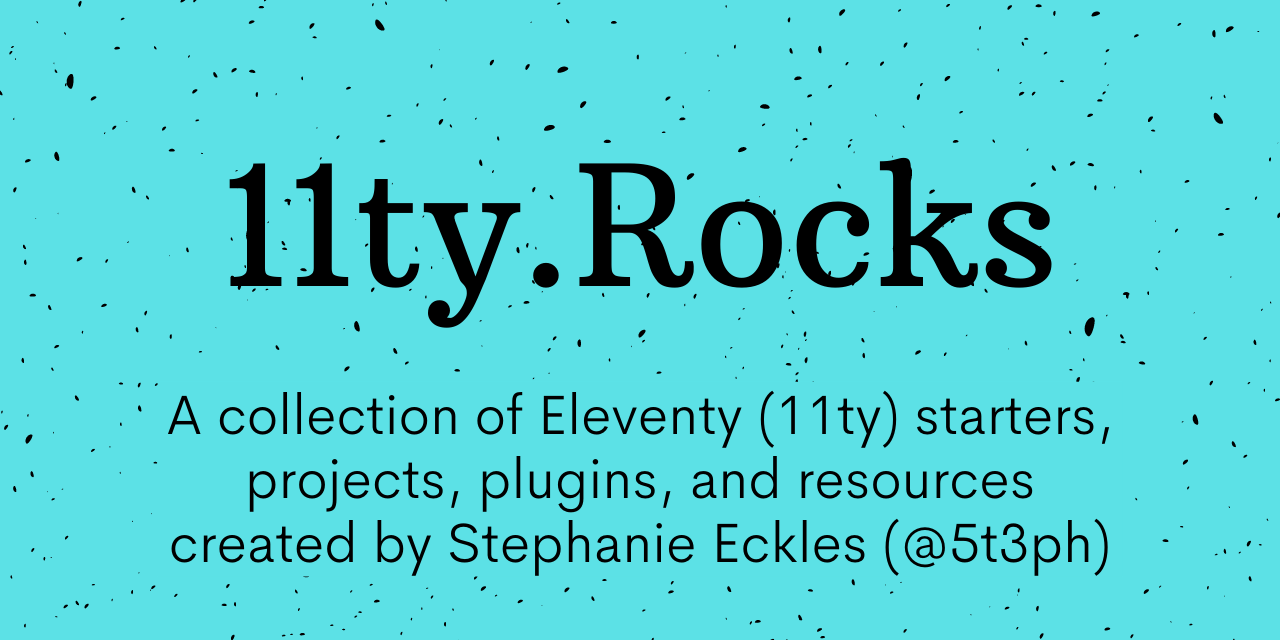 11ty.Rocks
A collection of Eleventy (11ty) starters,
projects, plugins, and resources
created by Stephanie Eckles (@5t3ph)